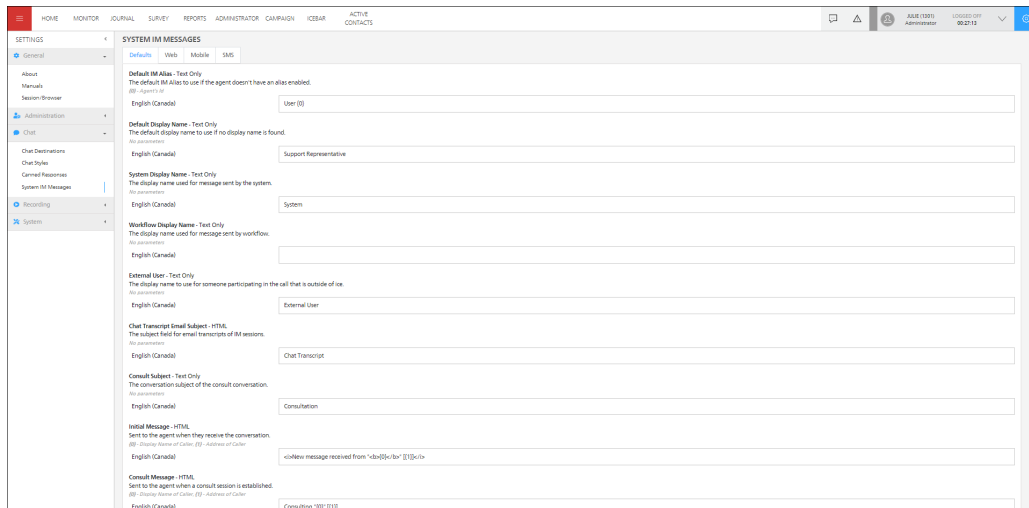 HOME MONITOR JOURNAL SURVEY REPORTS ADMINISTRATOR CAMPAIGN ICEBAR ACTIVE CONTACTS
JULIE (1301) LOGGED OFF
Administrator 00:27:13
SETTINGS
General
About
Manuals
Session/Browser
Administration
Chat
Chat Destinations
Chat Styles
Canned Responses
System IM Messages
Recording
System
SYSTEM IM MESSAGES
Defaults Web Mobile SMS
Default IM Alias - Text Only
The default IM Alias to use if the agent doesn't have an alias enabled.
{0} - Agent's Id
English (Canada) User {0}
Default Display Name - Text Only
The default display name to use if no display name is found.
No parameters
English (Canada) Support Representative
System Display Name - Text Only
The display name used for message sent by the system.
No parameters
English (Canada) System
Workflow Display Name - Text Only
The display name used for message sent by workflow.
No parameters
English (Canada)
External User - Text Only
The display name to use for someone participating in the call that is outside of ice.
No parameters
English (Canada) External User
Chat Transcript Email Subject - HTML
The subject field for email transcripts of IM sessions.
No parameters
English (Canada) Chat Transcript
Consult Subject - Text Only
The conversation subject of the consult conversation.
No parameters
English (Canada) Consultation
Initial Message - HTML
Sent to the agent when they receive the conversation.
{0} - Display Name of Caller, {1} - Address of Caller
English (Canada) <i>New message received from "<b>{0}</b>" [{1}]</i>
Consult Message - HTML
Sent to the agent when a consult session is established.
{0} - Display Name of Caller, {1} - Address of Caller
English (Canada) Consulting "{0}" [{1}]